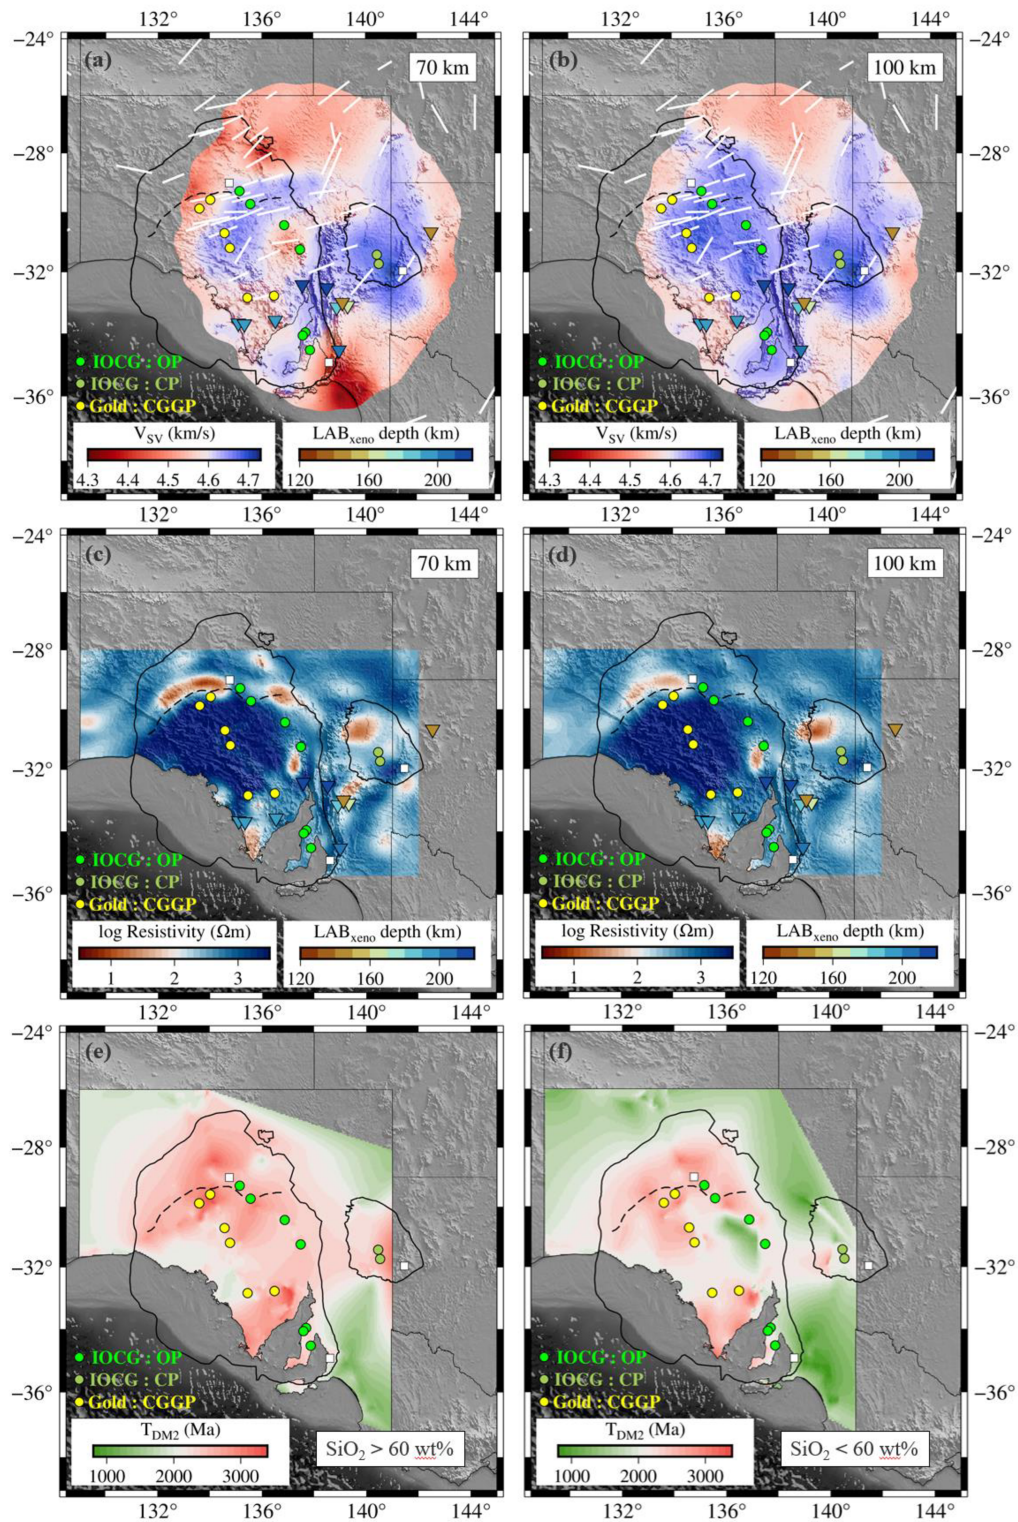 132° 136° 140° 144° 132° 136° 140° 144°
−24° (a) 70 km (b) 100 km −24°
−28° −28°
−32° −32°
IOCG : OP IOCG : OP
IOCG : CP IOCG : CP
−36° Gold : CGGP Gold : CGGP −36°
V_SV (km/s) LAB_xeno depth (km) V_SV (km/s) LAB_xeno depth (km)
4.3 4.4 4.5 4.6 4.7 120 160 200 4.3 4.4 4.5 4.6 4.7 120 160 200
132° 136° 140° 144° 132° 136° 140° 144°
−24° (c) 70 km (d) 100 km −24°
−28° −28°
−32° −32°
IOCG : OP IOCG : OP
IOCG : CP IOCG : CP
−36° Gold : CGGP Gold : CGGP −36°
log Resistivity (Ωm) LAB_xeno depth (km) log Resistivity (Ωm) LAB_xeno depth (km)
1 2 3 120 160 200 1 2 3 120 160 200
132° 136° 140° 144° 132° 136° 140° 144°
−24° (e) (f) −24°
−28° −28°
−32° −32°
IOCG : OP IOCG : OP
IOCG : CP IOCG : CP
−36° Gold : CGGP Gold : CGGP −36°
T_DM2 (Ma) SiO₂ > 60 wt% T_DM2 (Ma) SiO₂ < 60 wt%
1000 2000 3000 1000 2000 3000
132° 136° 140° 144° 132° 136° 140° 144°